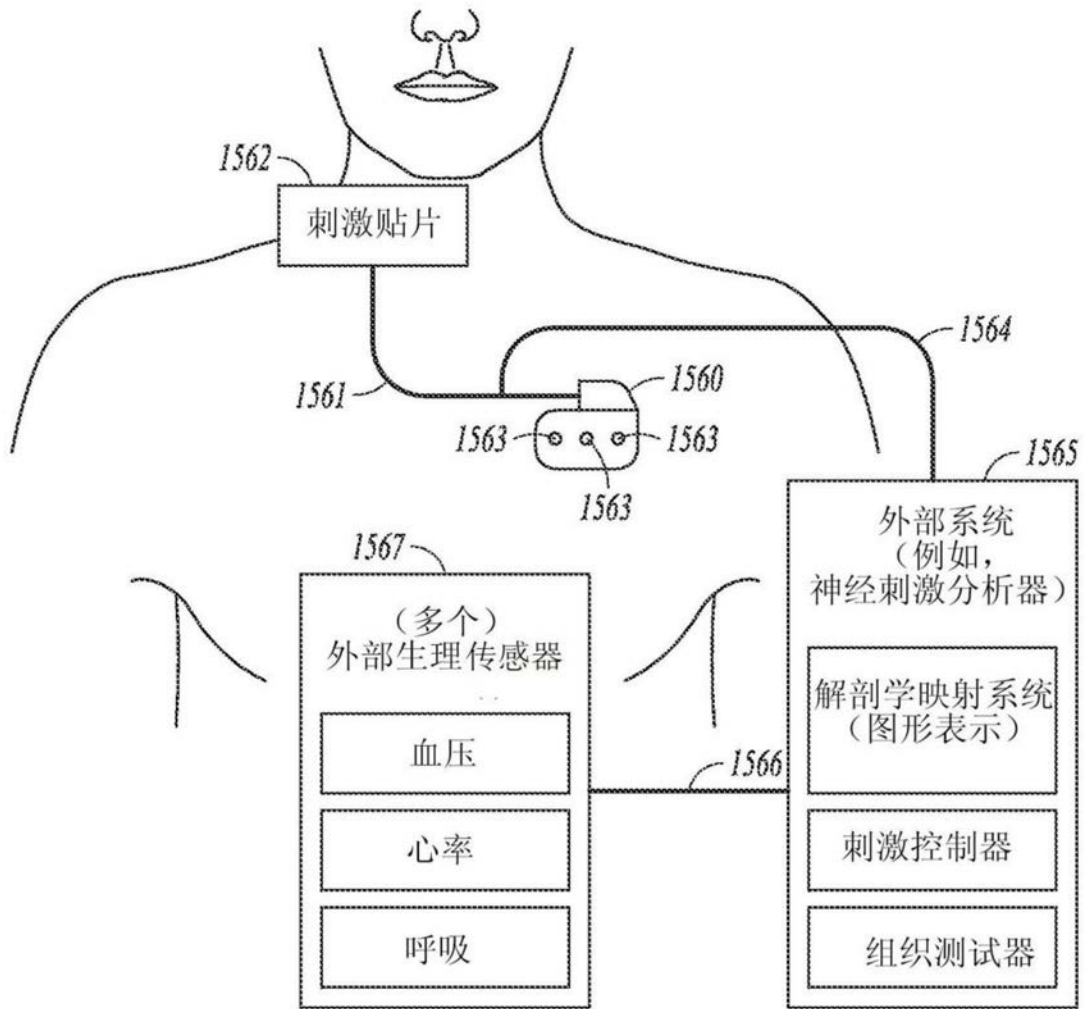 1562
刺激贴片
1564
1561
1560
1563
1563
1563
1565
外部系统
（例如，
神经刺激分析器）
1567
（多个）
外部生理传感器
解剖学映射系统
（图形表示）
血压
1566
心率
刺激控制器
呼吸
组织测试器